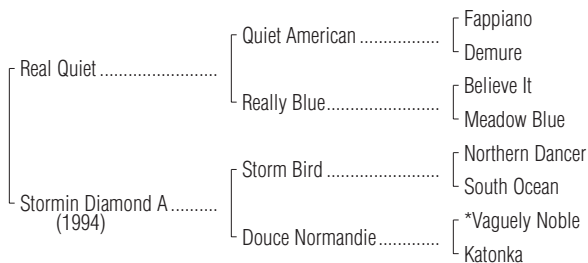 Fappiano
Quiet American ................
Demure
Real Quiet .......................
Believe It
Really Blue ......................
Meadow Blue
Northern Dancer
Storm Bird ......................
South Ocean
Stormin Diamond A ..........
(1994)
*Vaguely Noble
Douce Normandie .............
Katonka